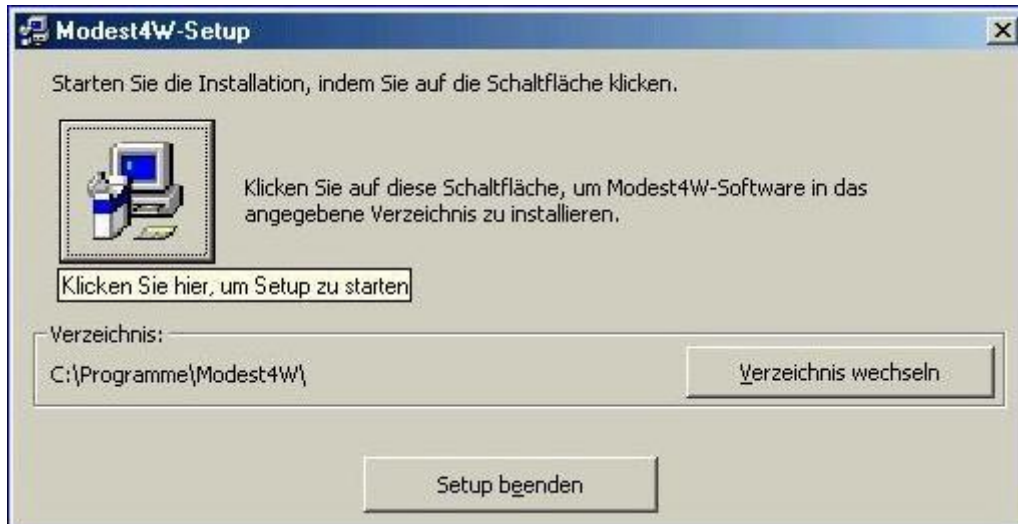 Modest4W-Setup
Starten Sie die Installation, indem Sie auf die Schaltfläche klicken.
Klicken Sie auf diese Schaltfläche, um Modest4W-Software in das
angegebene Verzeichnis zu installieren.
Klicken Sie hier, um Setup zu starten
Verzeichnis:
C:\Programme\Modest4W\
Verzeichnis wechseln
Setup beenden